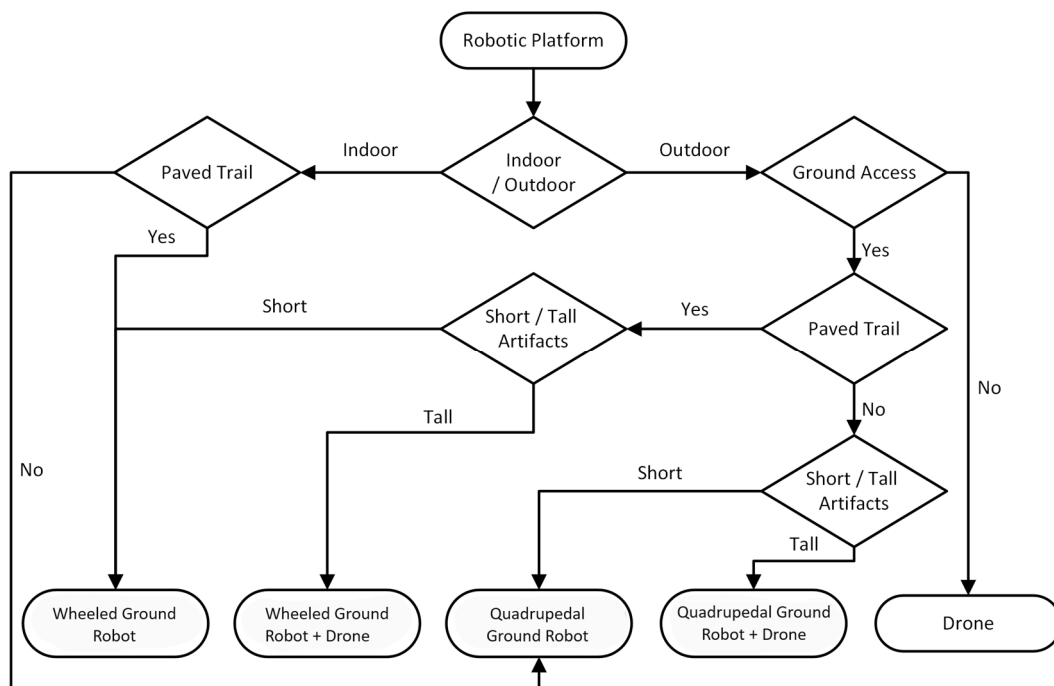 Robotic Platform
Indoor
Outdoor
Paved Trail
Indoor
/ Outdoor
Ground Access
Yes
Yes
Short
Short / Tall
Artifacts
Yes
Paved Trail
No
Tall
No
No
Short
Short / Tall
Artifacts
Tall
Wheeled Ground
Robot
Wheeled Ground
Robot + Drone
Quadrupedal
Ground Robot
Quadrupedal Ground
Robot + Drone
Drone